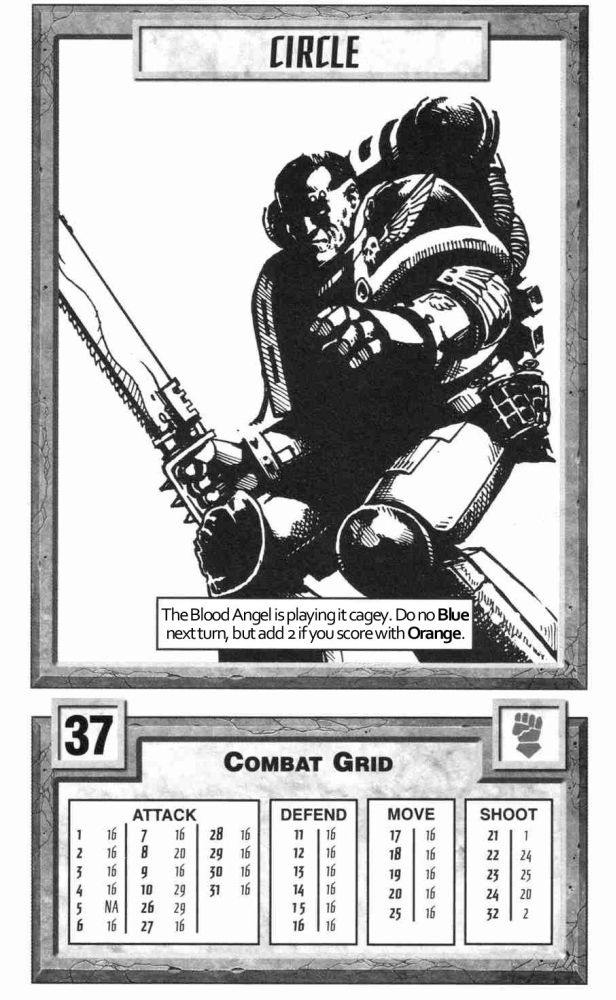 CIRCLE
The Blood Angel is playing it cagey. Do no Blue
next turn, but add 2 if you score with Orange.
37
COMBAT GRID
ATTACK
1 16 7 16 28 16
2 16 8 20 29 16
3 16 9 16 30 16
4 16 10 29 31 16
5 NA 26 29
6 16 27 16
DEFEND
11 16
12 16
13 16
14 16
15 16
16 16
MOVE
17 16
18 16
19 16
20 16
25 16
SHOOT
21 1
22 24
23 25
24 20
32 2